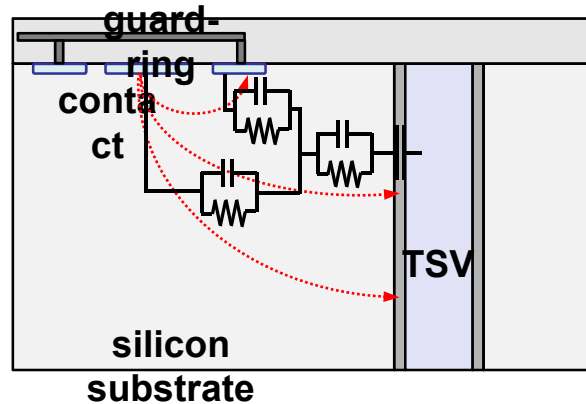 guard-
ring
conta
ct
TSV
silicon
substrate